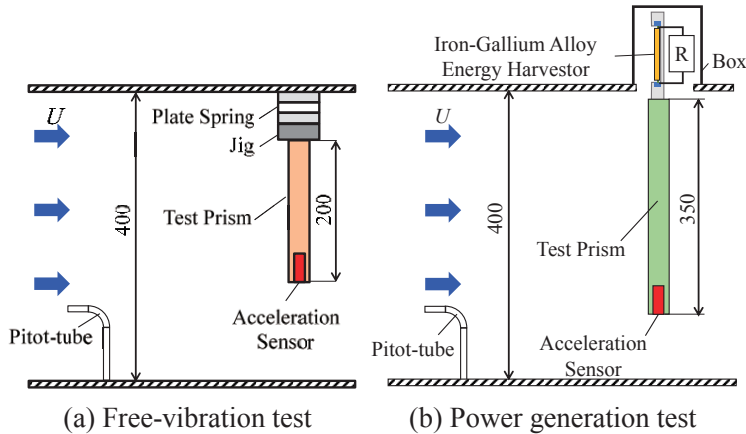 U
Plate Spring
Jig
400
Test Prism
200
Pitot-tube
Acceleration
Sensor
(a) Free-vibration test
Iron-Gallium Alloy
Energy Harvestor
R
Box
U
400
350
Test Prism
Pitot-tube
Acceleration
Sensor
(b) Power generation test